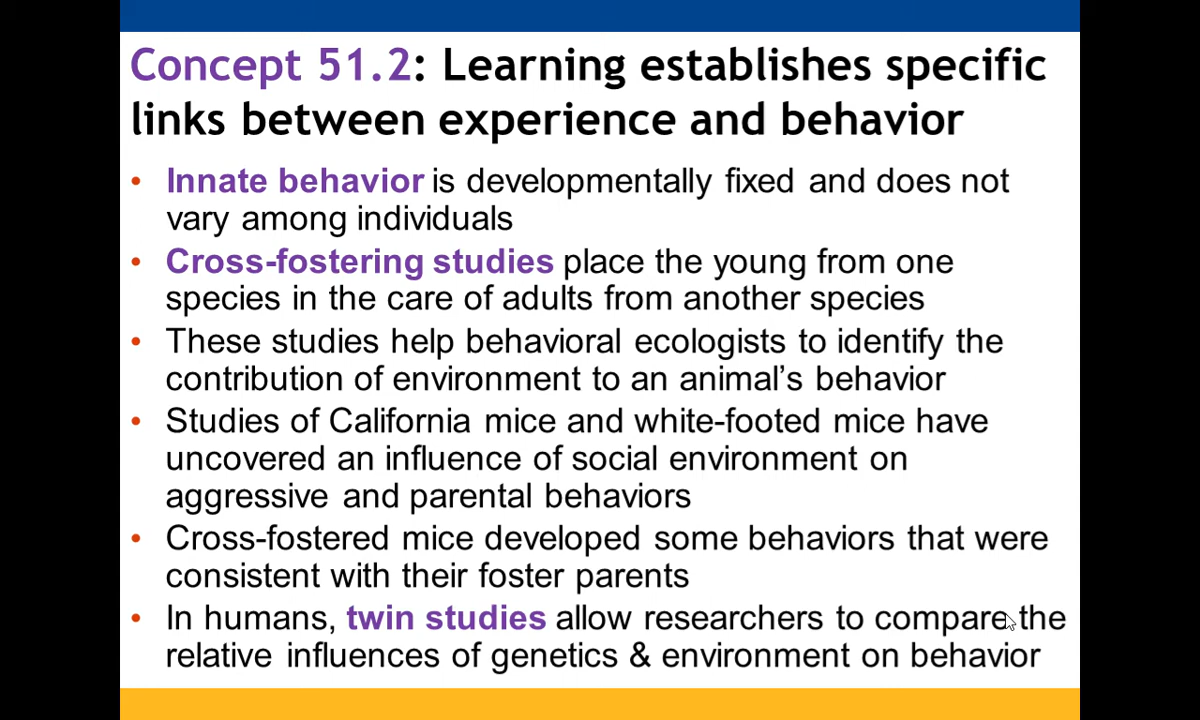 Concept 51.2: Learning establishes specific
links between experience and behavior
• Innate behavior is developmentally fixed and does not
vary among individuals
• Cross-fostering studies place the young from one
species in the care of adults from another species
• These studies help behavioral ecologists to identify the
contribution of environment to an animal’s behavior
• Studies of California mice and white-footed mice have
uncovered an influence of social environment on
aggressive and parental behaviors
• Cross-fostered mice developed some behaviors that were
consistent with their foster parents
• In humans, twin studies allow researchers to compare the
relative influences of genetics & environment on behavior